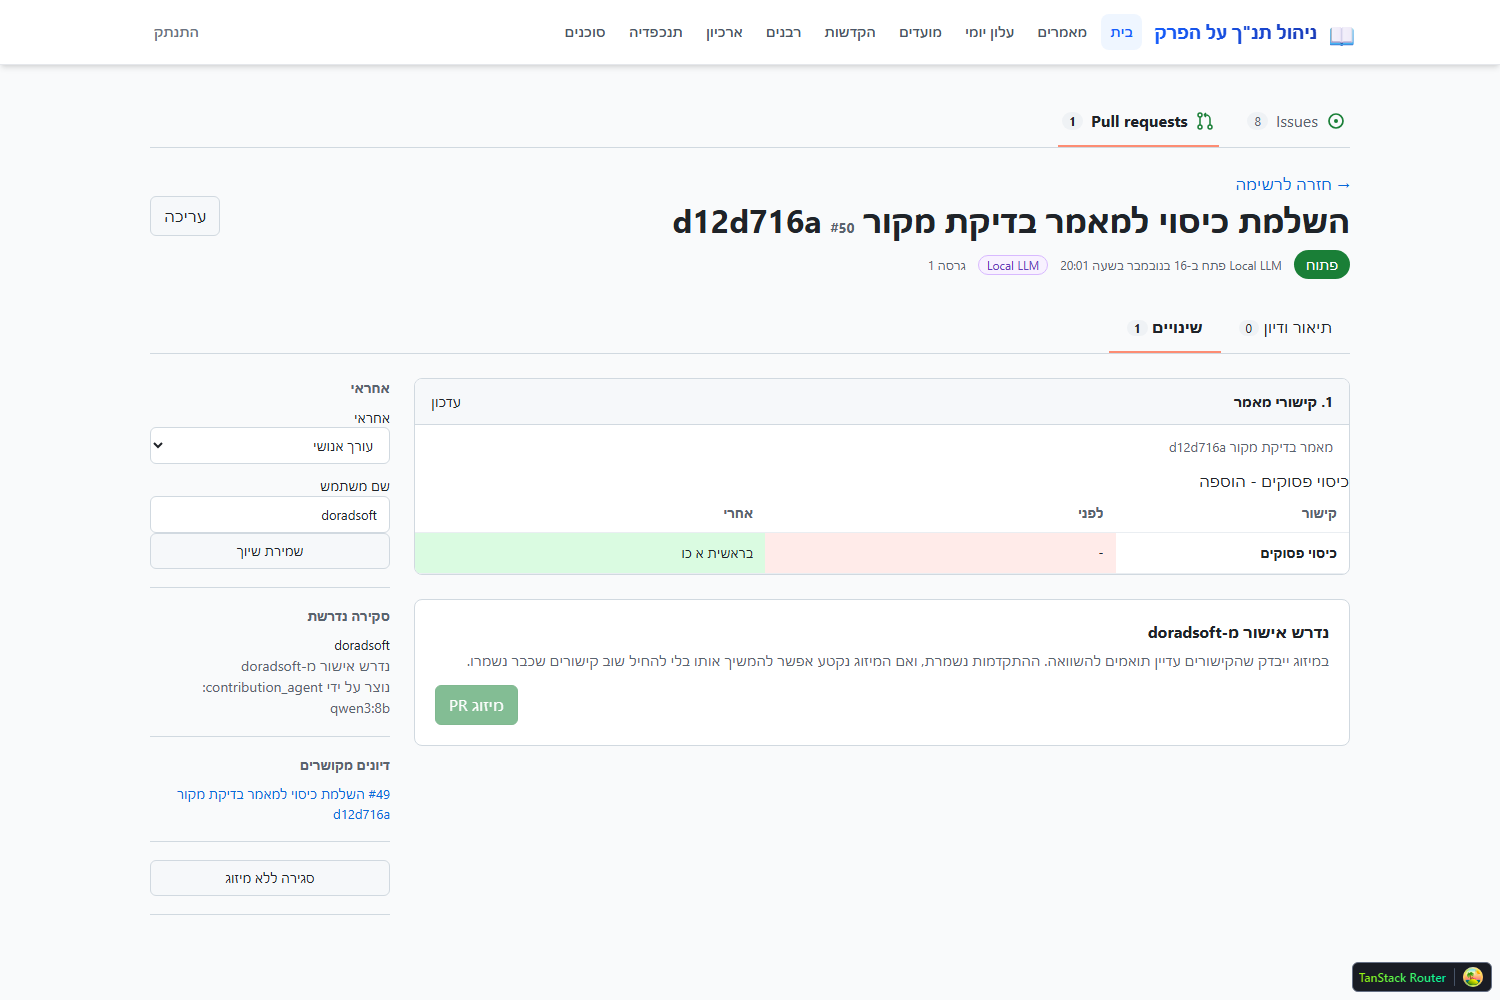 ניהול תנ"ך על הפרק
בית
מאמרים
עלון יומי
מועדים
הקדשות
רבנים
ארכיון
תנכפדיה
סוכנים
התנתק
Issues 8
Pull requests 1
→ חזרה לרשימה
השלמת כיסוי למאמר בדיקת מקור d12d716a #50
עריכה
פתוח
Local LLM פתח ב-16 בנובמבר בשעה 20:01
Local LLM
גרסה 1
תיאור ודיון 0
שינויים 1
1. קישורי מאמר
עדכון
מאמר בדיקת מקור d12d716a
כיסוי פסוקים - הוספה
קישור לפני אחרי
כיסוי פסוקים - בראשית א כו
נדרש אישור מ-doradsoft
במיזוג ייבדק שהקישורים עדיין תואמים להשוואה. ההתקדמות נשמרת, ואם המיזוג נקטע אפשר להמשיך אותו בלי להחיל שוב קישורים שכבר נשמרו.
מיזוג PR
אחראי
אחראי
עורך אנושי
שם משתמש
doradsoft
שמירת שיוך
סקירה נדרשת
doradsoft
נדרש אישור מ-doradsoft
נוצר על ידי contribution_agent:
qwen3:8b
דיונים מקושרים
#49 השלמת כיסוי למאמר בדיקת מקור
d12d716a
סגירה ללא מיזוג
TanStack Router